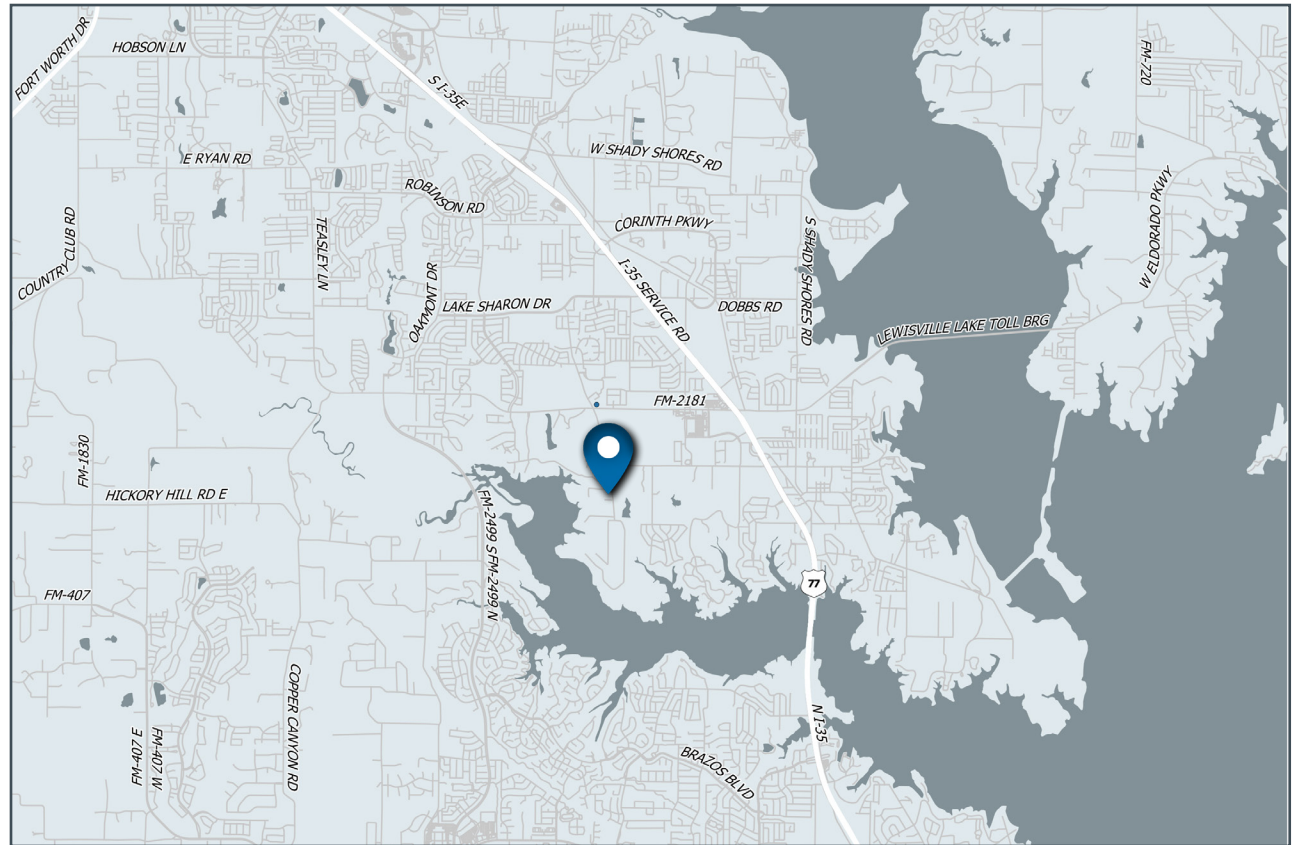 FORT WORTH DR
HOBSON LN
S I-35E
FM-720
E RYAN RD
W SHADY SHORES RD
ROBINSON RD
W ELDORADO PKWY
COUNTRY CLUB RD
TEASLEY LN
CORINTH PKWY
S SHADY SHORES RD
OAKMONT DR
LAKE SHARON DR
I-35 SERVICE RD
DOBBS RD
LEWISVILLE LAKE TOLL BRG
FM-2181
FM-1830
HICKORY HILL RD E
FM-2499 S
FM-2499 N
77
FM-407
COPPER CANYON RD
FM-407 E
FM-407 W
N I-35
BRAZOS BLVD